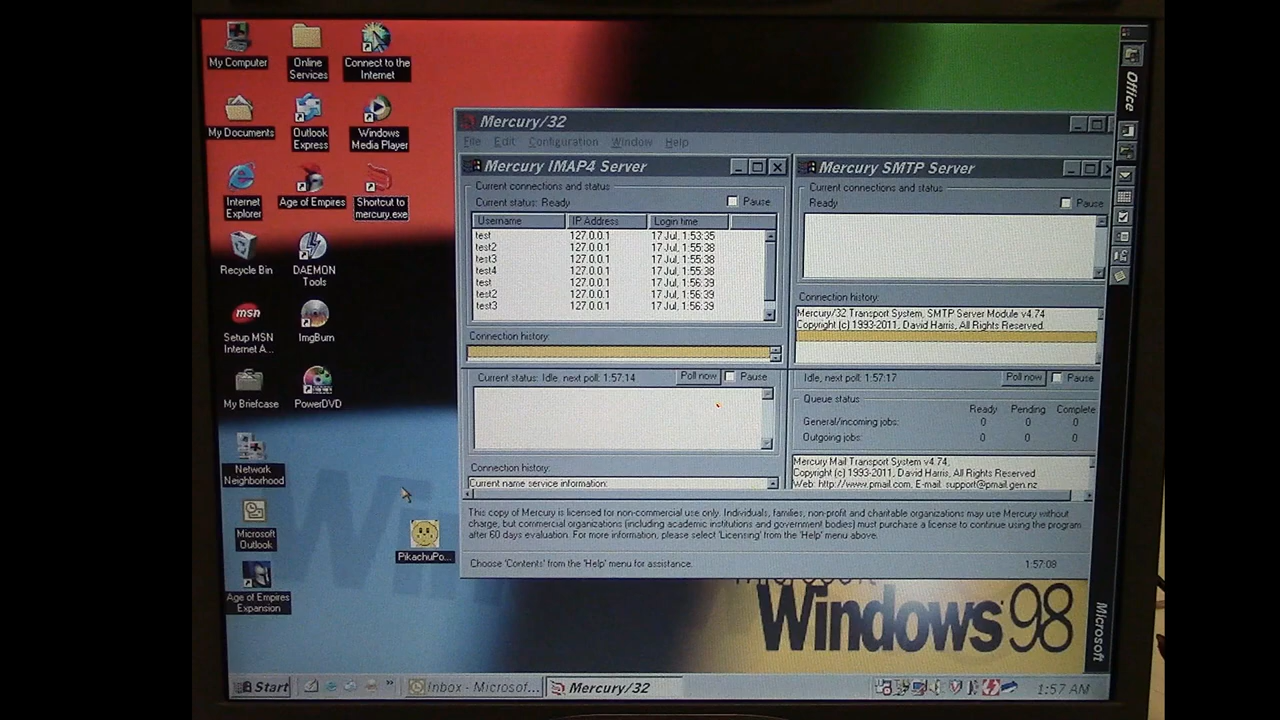 My Computer
Online
Services
Connect to the
Internet
My Documents
Outlook
Express
Windows
Media Player
Internet
Explorer
Age of Empires
Shortcut to
mercury.exe
Recycle Bin
DAEMON
Tools
msn
Setup MSN
Internet A...
ImgBurn
My Briefcase
PowerDVD
Network
Neighborhood
Microsoft
Outlook
PikachuPo...
Age of Empires
Expansion
Mercury/32
File Edit Configuration Window Help
Mercury IMAP4 Server
Current connections and status
Current status: Ready
Pause
Username IP Address Login time
test 127.0.0.1 17 Jul, 1:53:35
test2 127.0.0.1 17 Jul, 1:55:38
test3 127.0.0.1 17 Jul, 1:55:38
test4 127.0.0.1 17 Jul, 1:55:38
test 127.0.0.1 17 Jul, 1:56:39
test2 127.0.0.1 17 Jul, 1:56:39
test3 127.0.0.1 17 Jul, 1:56:39
Connection history:
Current status: Idle, next poll: 1:57:14 Poll now Pause
Connection history:
Current name service information:
Mercury SMTP Server
Current connections and status
Ready
Pause
Connection history:
Mercury/32 Transport System, SMTP Server Module v4.74
Copyright (c) 1993-2011, David Harris, All Rights Reserved.
Idle, next poll: 1:57:17 Poll now Pause
Queue status
Ready Pending Complete
General/incoming jobs: 0 0 0
Outgoing jobs: 0 0 0
Mercury Mail Transport System v4.74,
Copyright (c) 1993-2011, David Harris, All Rights Reserved
Web: http://www.pmail.com, E-mail: support@pmail.gen.nz
This copy of Mercury is licensed for non-commercial use only. Individuals, families, non-profit and charitable organizations may use Mercury without
charge, but commercial organizations (including academic institutions and government bodies) must purchase a license to continue using the program
after 60 days evaluation. For more information, please select 'Licensing' from the 'Help' menu above.
Choose 'Contents' from the 'Help' menu for assistance.
1:57:09
Microsoft
Windows 98
Office
Microsoft
Start
Inbox - Microsof...
Mercury/32
1:57 AM